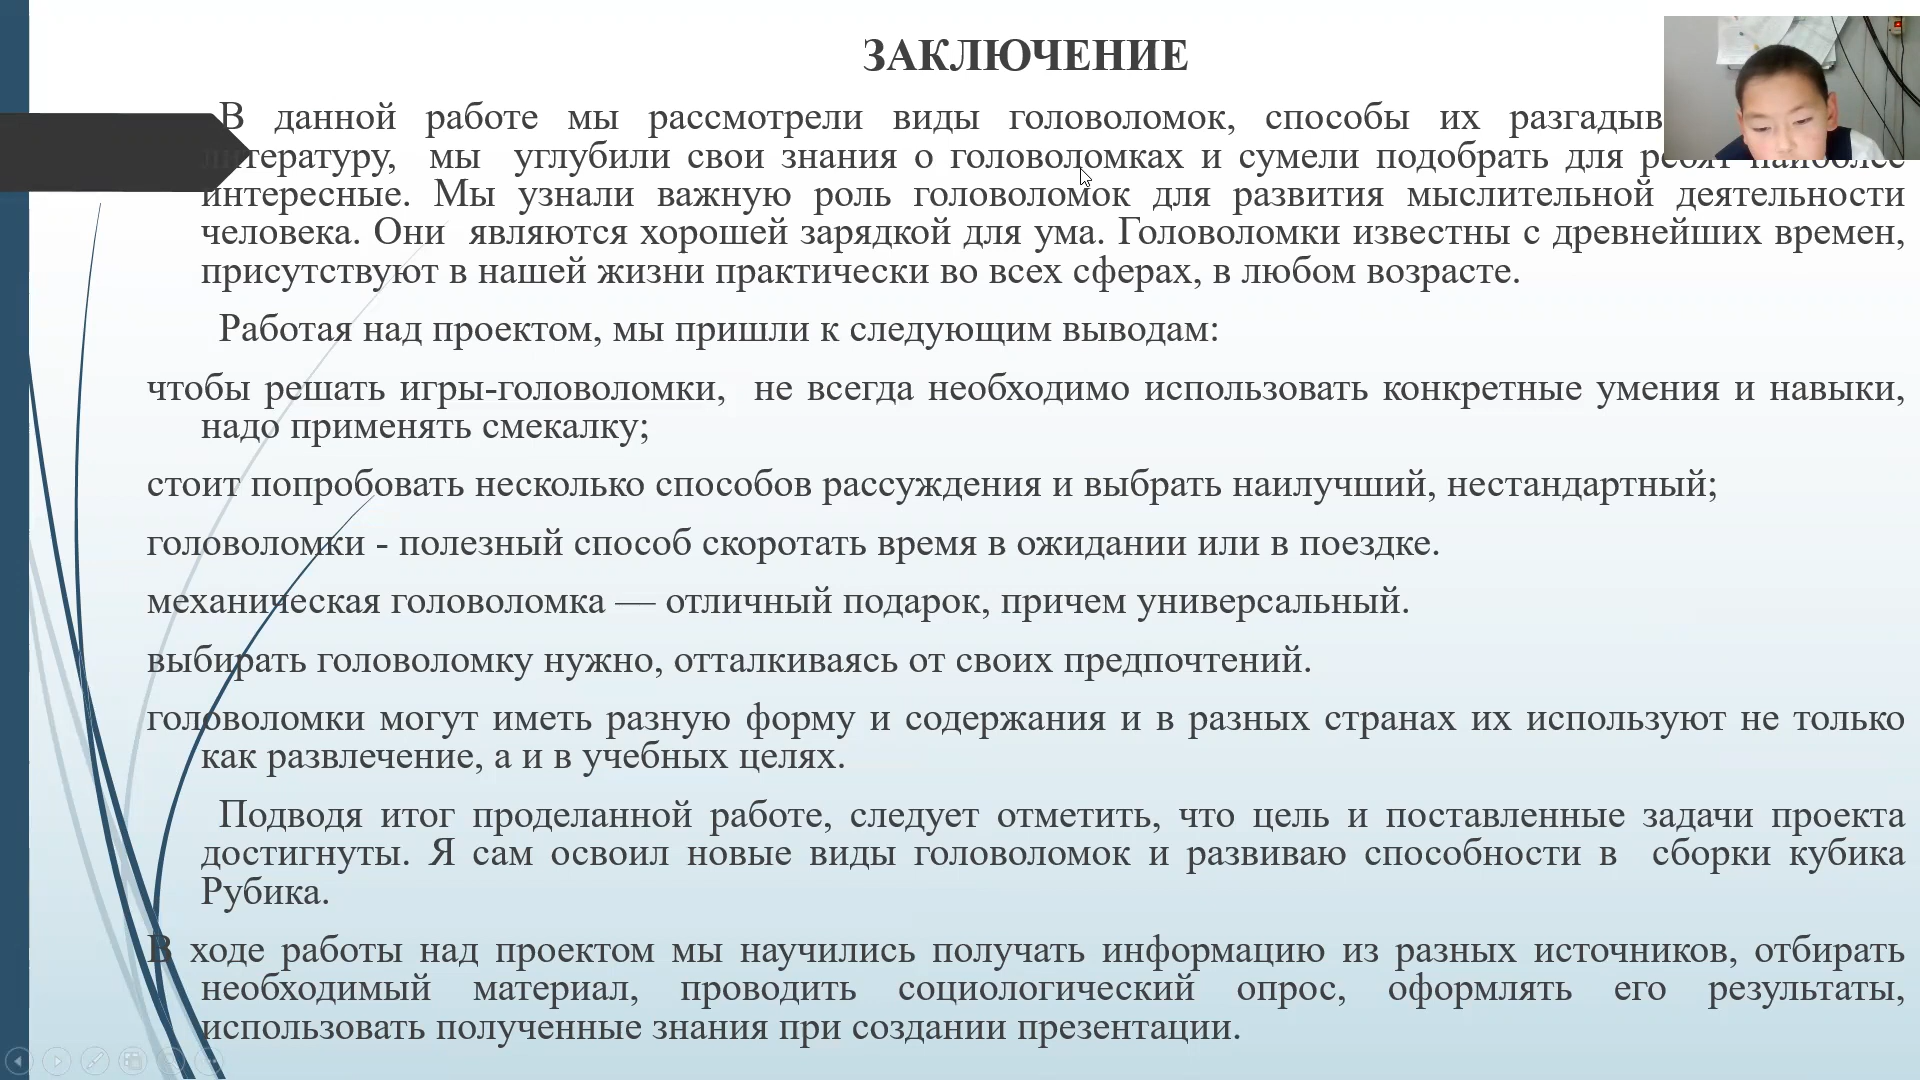 ЗАКЛЮЧЕНИЕ
В данной работе мы рассмотрели виды головоломок, способы их
литературу, мы углубили свои знания о головоломках и сумели подобрать для ребят наиболее
интересные. Мы узнали важную роль головоломок для развития мыслительной деятельности
человека. Они являются хорошей зарядкой для ума. Головоломки известны с древнейших времен,
присутствуют в нашей жизни практически во всех сферах, в любом возрасте.
Работая над проектом, мы пришли к следующим выводам:
чтобы решать игры-головоломки, не всегда необходимо использовать конкретные умения и навыки,
надо применять смекалку;
стоит попробовать несколько способов рассуждения и выбрать наилучший, нестандартный;
головоломки - полезный способ скоротать время в ожидании или в поездке.
механическая головоломка — отличный подарок, причем универсальный.
выбирать головоломку нужно, отталкиваясь от своих предпочтений.
головоломки могут иметь разную форму и содержания и в разных странах их используют не только
как развлечение, а и в учебных целях.
Подводя итог проделанной работе, следует отметить, что цель и поставленные задачи проекта
достигнуты. Я сам освоил новые виды головоломок и развиваю способности в сборки кубика
Рубика.
В ходе работы над проектом мы научились получать информацию из разных источников, отбирать
необходимый материал, проводить социологический опрос, оформлять его результаты,
использовать полученные знания при создании презентации.